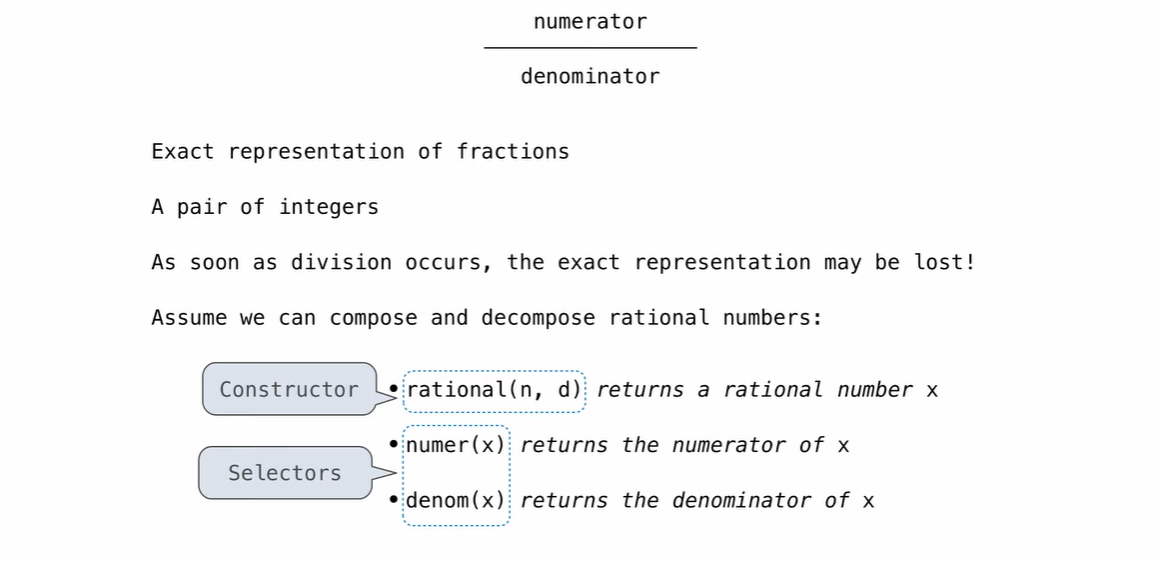 numerator
denominator
Exact representation of fractions
A pair of integers
As soon as division occurs, the exact representation may be lost!
Assume we can compose and decompose rational numbers:
Constructor
• rational(n, d) returns a rational number x
• numer(x) returns the numerator of x
Selectors
• denom(x) returns the denominator of x